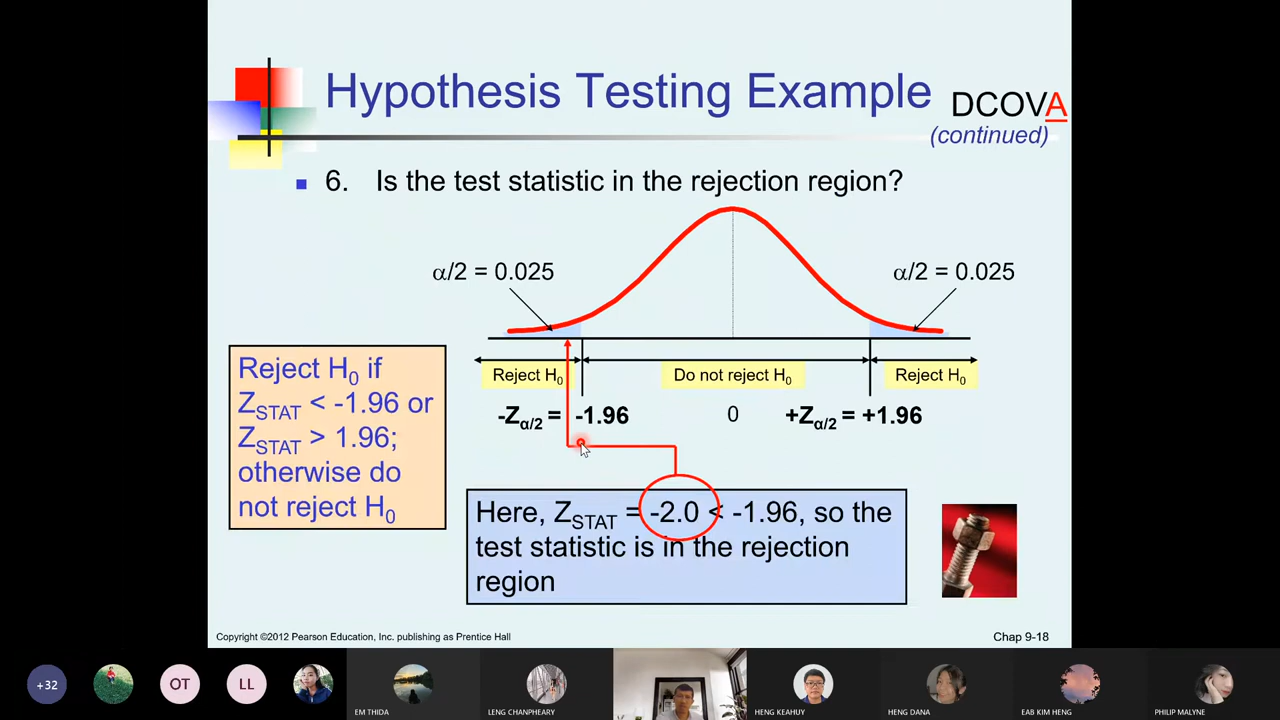 Hypothesis Testing Example
DCOVA
(continued)
6. Is the test statistic in the rejection region?
α/2 = 0.025
α/2 = 0.025
Reject H0 if
ZSTAT < -1.96 or
ZSTAT > 1.96;
otherwise do
not reject H0
Reject H0
Do not reject H0
Reject H0
-Zα/2 = -1.96
0
+Zα/2 = +1.96
Here, ZSTAT = -2.0 < -1.96, so the
test statistic is in the rejection
region
Copyright ©2012 Pearson Education, Inc. publishing as Prentice Hall
Chap 9-18
+32
OT
LL
EM THIDA
LENG CHANPHEARY
HENG KEAHUY
HENG DANA
EAB KIM HENG
PHILIP MALYNE